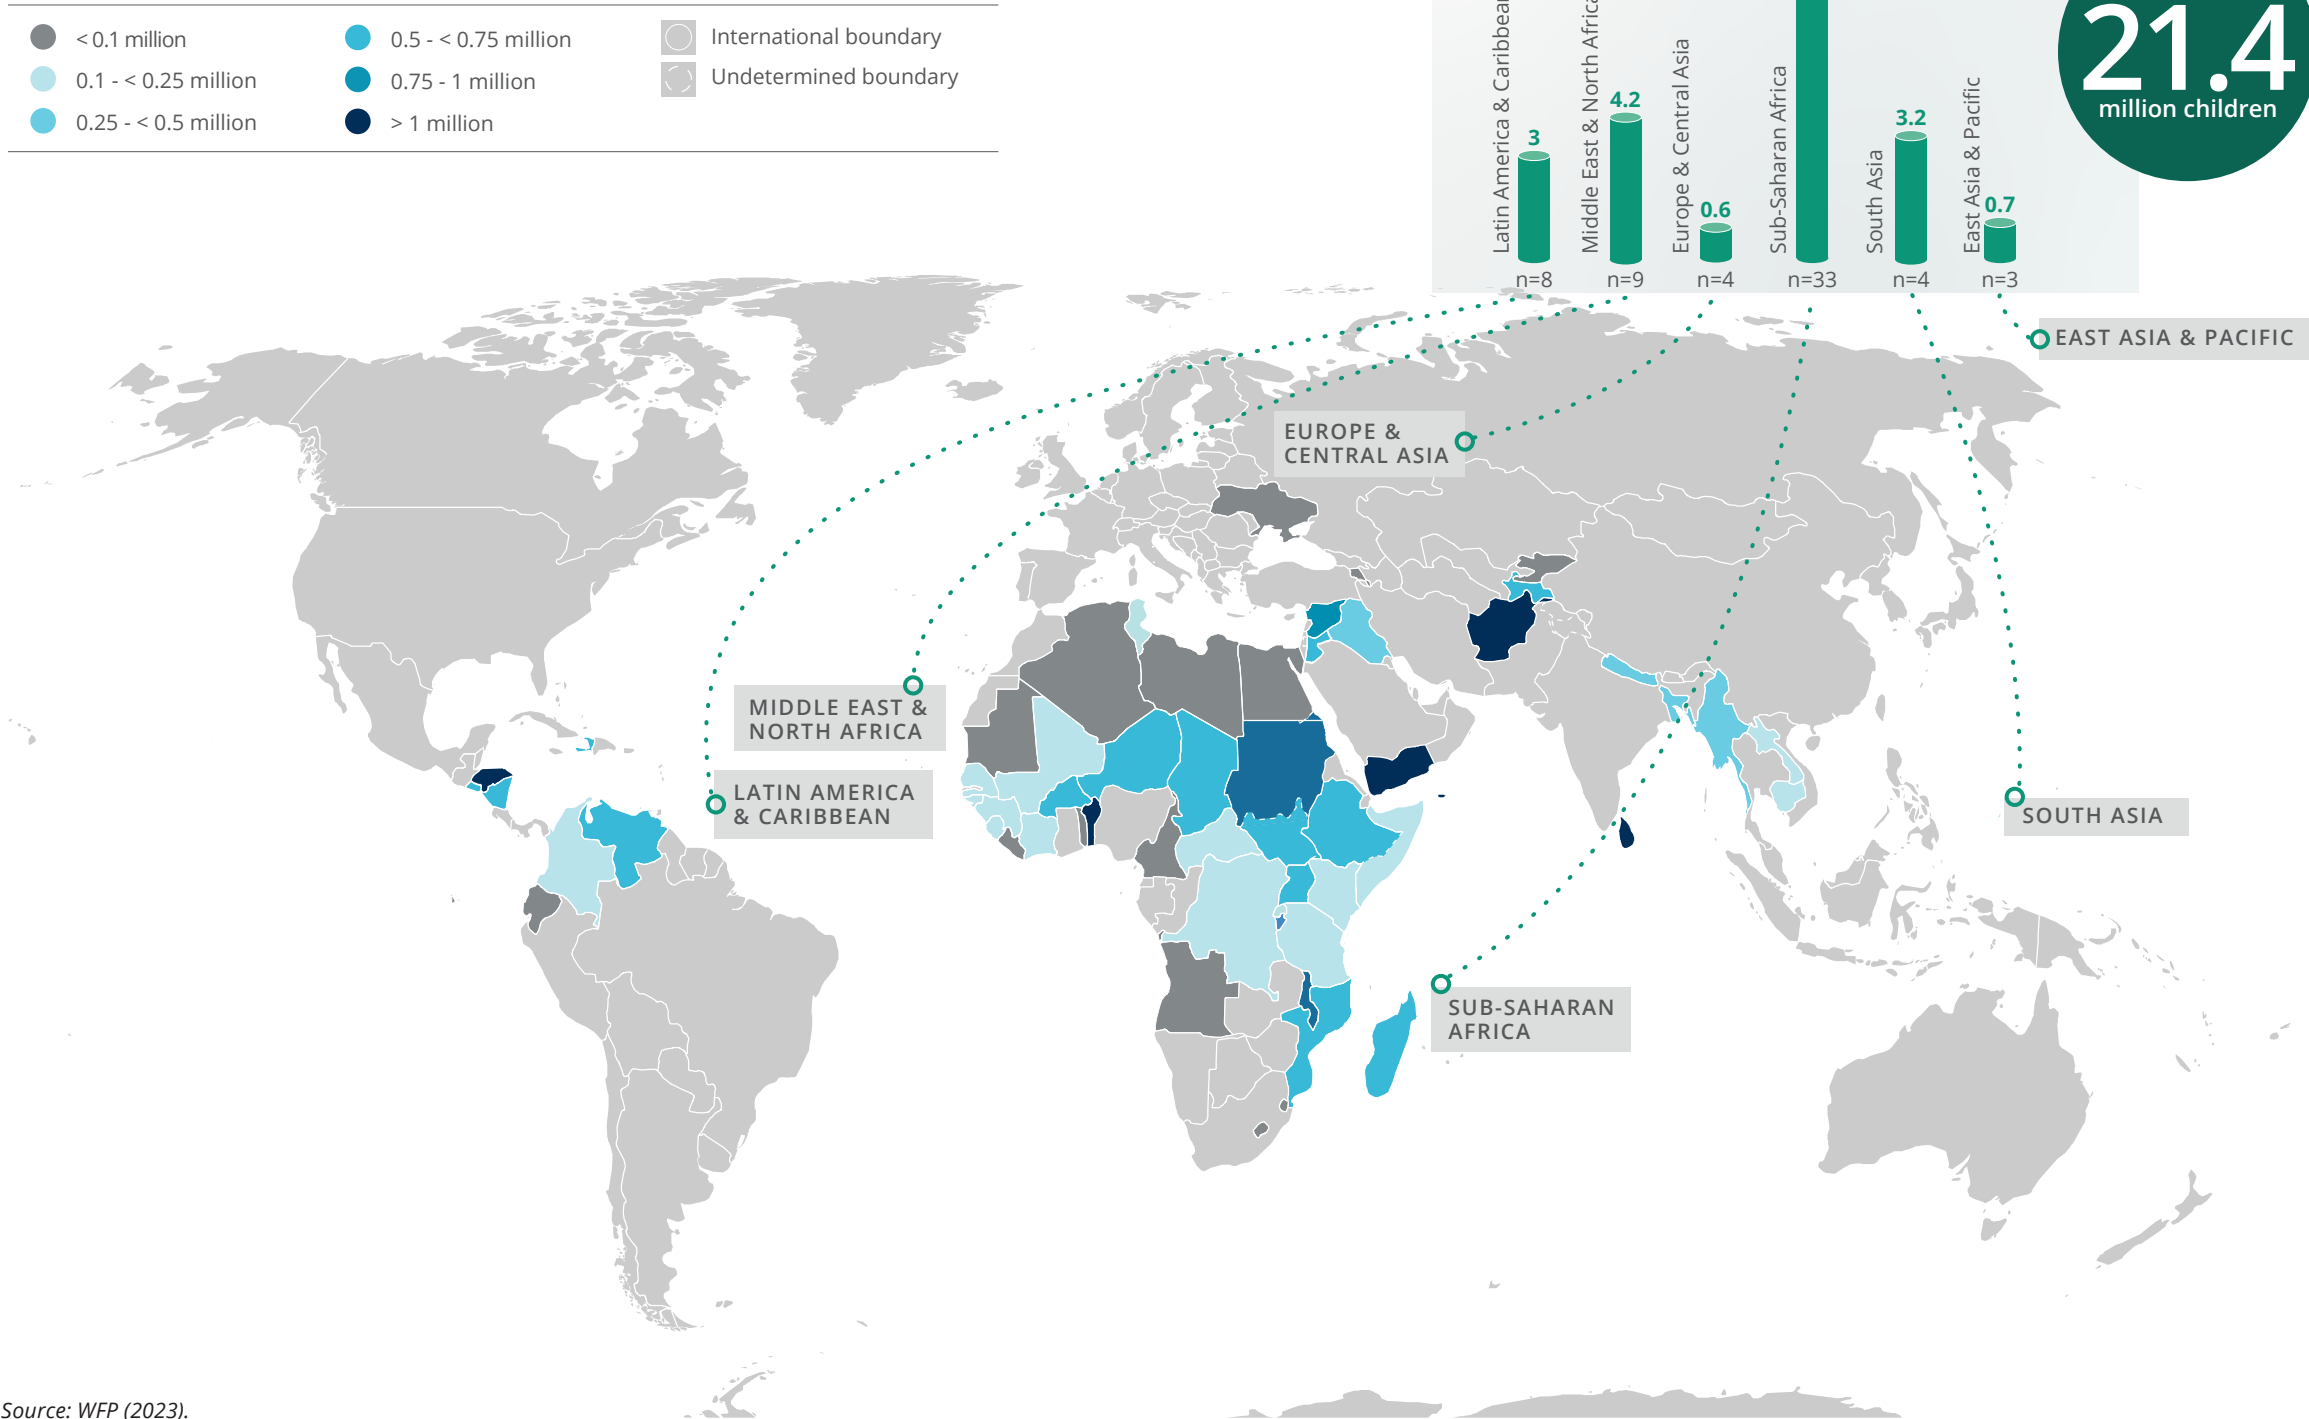 < 0.1 million
0.1 - < 0.25 million
0.25 - < 0.5 million
0.5 - < 0.75 million
0.75 - 1 million
> 1 million
International boundary
Undetermined boundary
Latin America & Caribbean
3
n=8
Middle East & North Africa
4.2
n=9
Europe & Central Asia
0.6
n=4
Sub-Saharan Africa
n=33
South Asia
3.2
n=4
East Asia & Pacific
0.7
n=3
21.4
million children
EAST ASIA & PACIFIC
EUROPE &
CENTRAL ASIA
MIDDLE EAST &
NORTH AFRICA
LATIN AMERICA
& CARIBBEAN
SOUTH ASIA
SUB-SAHARAN
AFRICA
Source: WFP (2023).